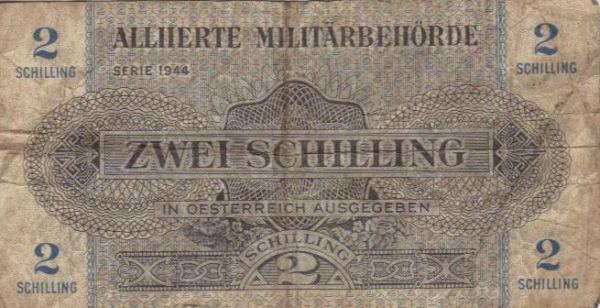 2 ALLIIERTE MILITÄRBEHÖRDE 2
SCHILLING SERIE 1944 SCHILLING
ZWEI SCHILLING
IN OESTERREICH AUSGEGEBEN
2 SCHILLING 2
SCHILLING 2 SCHILLING